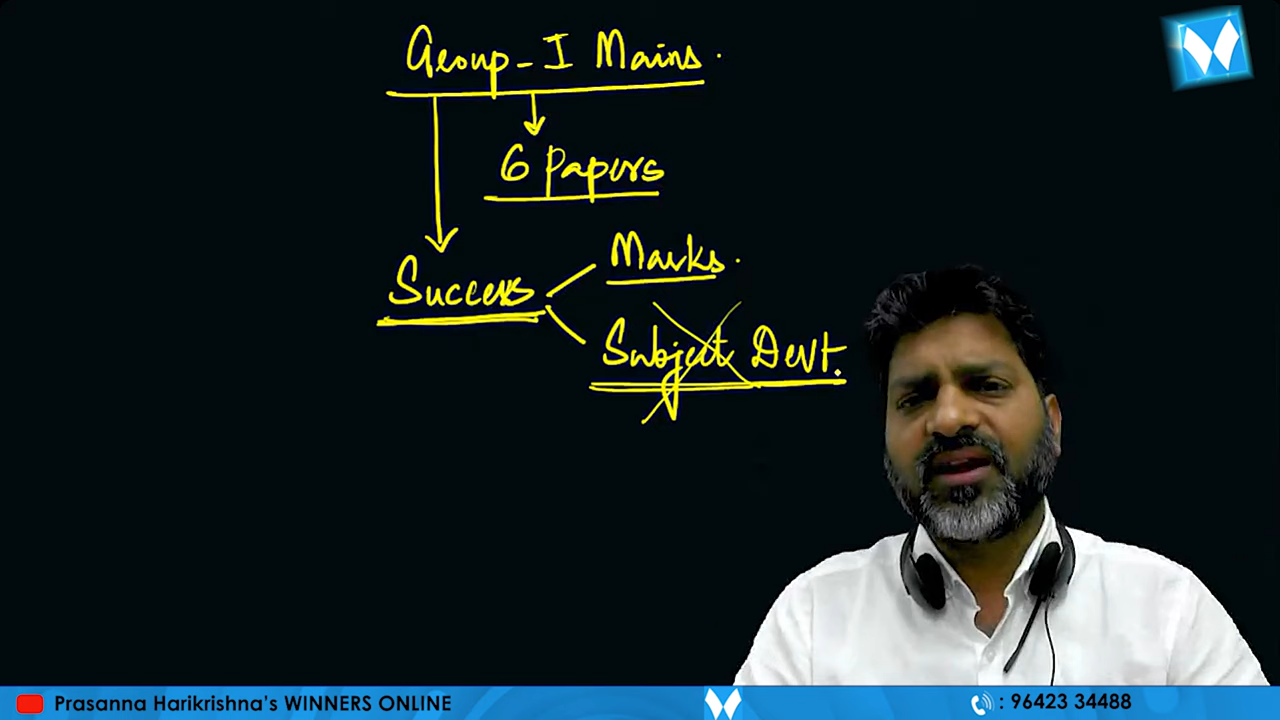 Group - I Mains.
6 Papers
Success
Marks.
Subject Devt.
Prasanna Harikrishna's WINNERS ONLINE
: 96423 34488